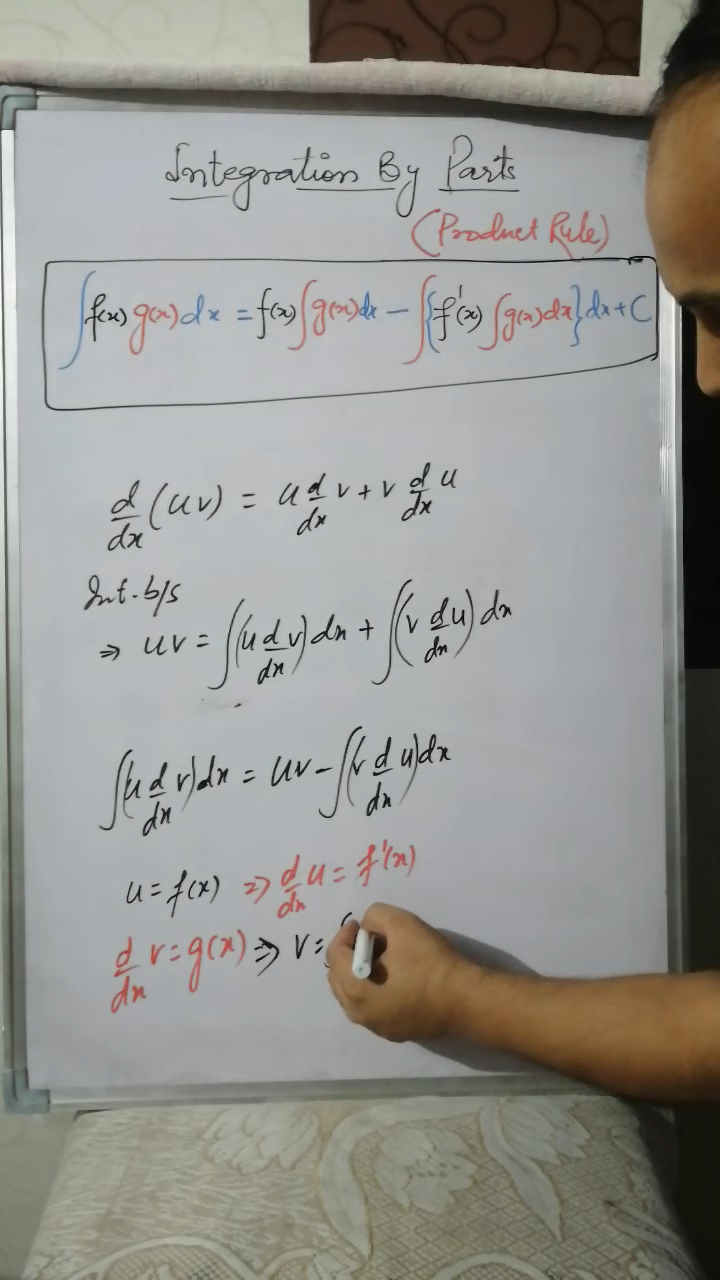 Integration By Parts
(Product Rule)
∫f(x) g(x) dx = f(x)∫g(x)dx − ∫{f'(x) ∫g(x)dx}dx + C
d/dx (uv) = u d/dx v + v d/dx u
Int. b/s
⇒ uv = ∫(u d/dx v) dx + ∫(v d/dx u) dx
∫(u d/dx v) dx = uv − ∫(v d/dx u) dx
u = f(x) ⇒ d/dx u = f'(x)
d/dx v = g(x) ⇒ v = ∫